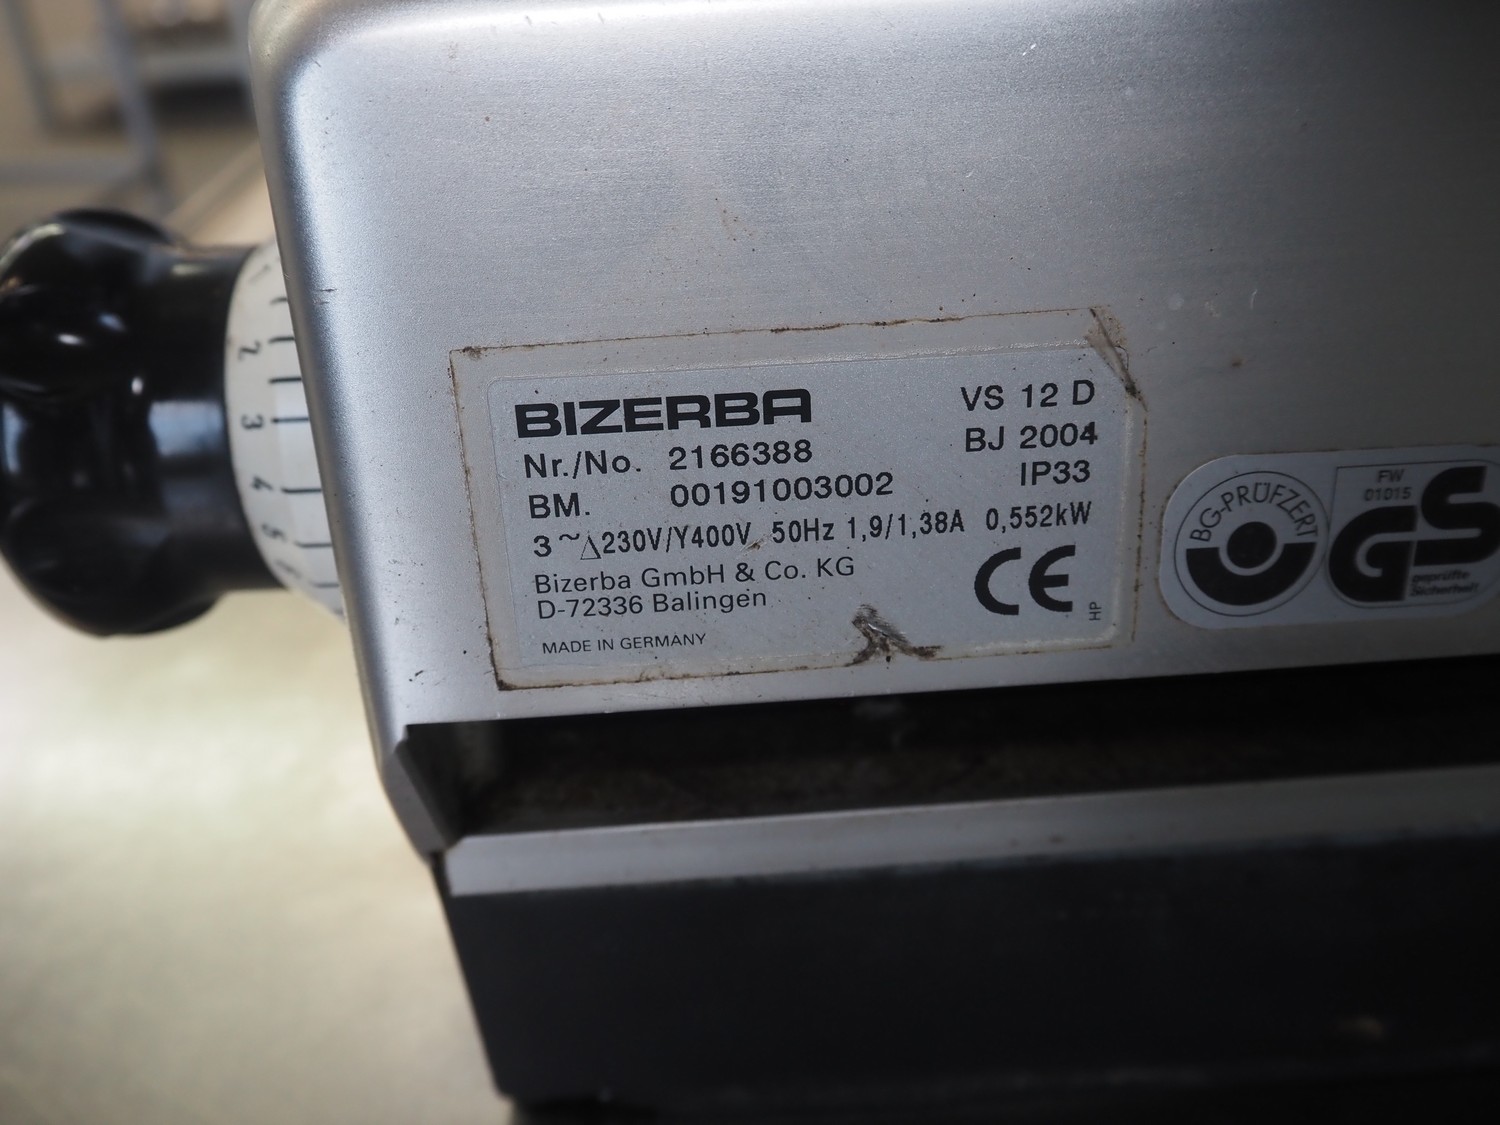 BIZERBA
VS 12 D
Nr./No. 2166388
BJ 2004
BM. 00191003002
IP33
3~△230V/Y400V 50Hz 1,9/1,38A 0,552kW
Bizerba GmbH & Co. KG
D-72336 Balingen
CE
HP
MADE IN GERMANY
BG-PRÜFZERT
FW
01015
GS
geprüfte
Sicherheit
2
3
4
5